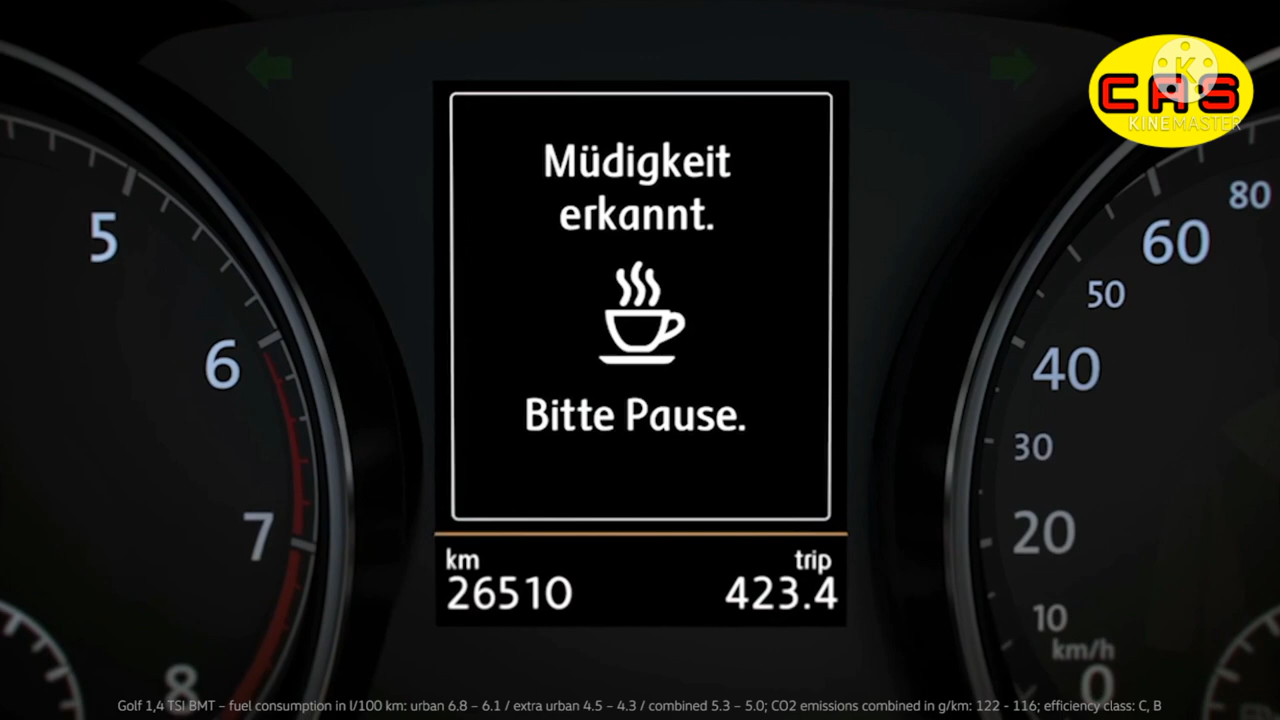 CAS
KINEMASTER
Müdigkeit
erkannt.
Bitte Pause.
km
trip
26510
423.4
5
6
7
8
80
60
50
40
30
20
10
km/h
0
Golf 1,4 TSI BMT – fuel consumption in l/100 km: urban 6.8 – 6.1 / extra urban 4.5 – 4.3 / combined 5.3 – 5.0; CO2 emissions combined in g/km: 122 - 116; efficiency class: C, B